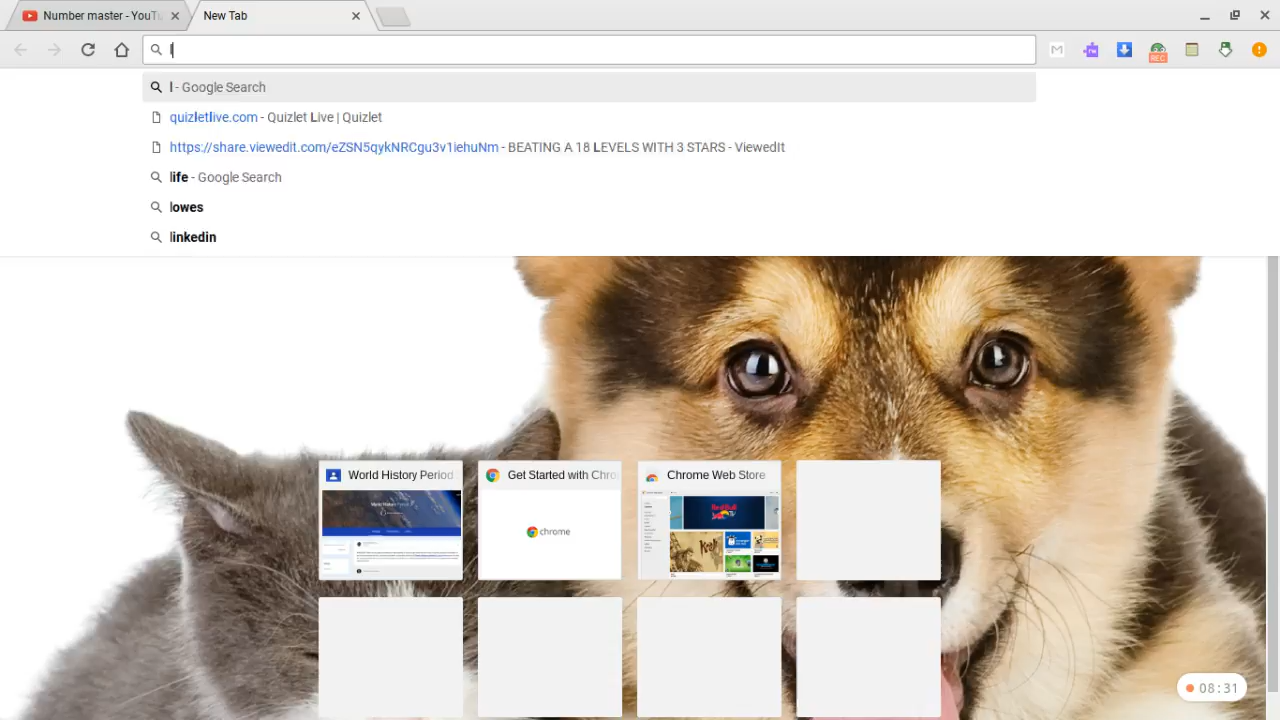 Number master - YouTu
New Tab
l
REC
l - Google Search
quizletlive.com - Quizlet Live | Quizlet
https://share.viewedit.com/eZSN5qykNRCgu3v1iehuNm - BEATING A 18 LEVELS WITH 3 STARS - ViewedIt
life - Google Search
lowes
linkedin
World History Period
Get Started with Chro
Chrome Web Store
chrome
08:31